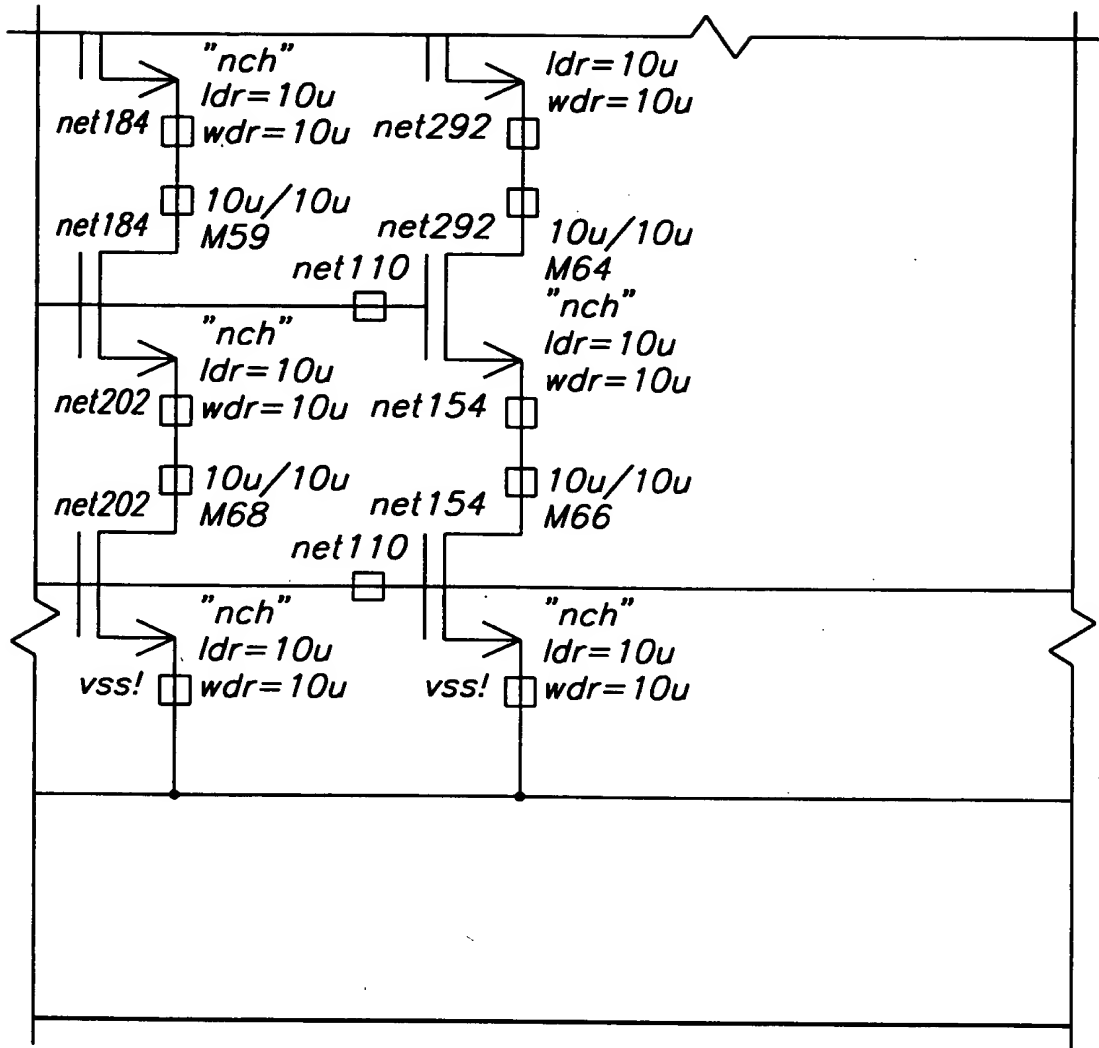 "nch"
ldr=10u
wdr=10u
net184
ldr=10u
wdr=10u
net292
net184
10u/10u
M59
net292
10u/10u
M64
net110
"nch"
ldr=10u
wdr=10u
net202
"nch"
ldr=10u
wdr=10u
net154
net202
10u/10u
M68
net154
10u/10u
M66
net110
"nch"
ldr=10u
wdr=10u
vss!
"nch"
ldr=10u
wdr=10u
vss!